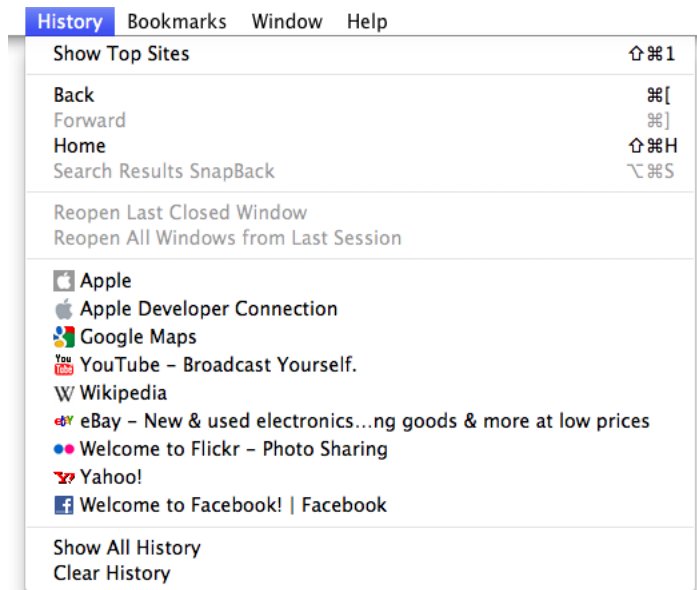 History Bookmarks Window Help
Show Top Sites ⇧⌘1
Back ⌘[
Forward ⌘]
Home ⇧⌘H
Search Results SnapBack ⌥⌘S
Reopen Last Closed Window
Reopen All Windows from Last Session
Apple
Apple Developer Connection
Google Maps
You Tube YouTube – Broadcast Yourself.
W Wikipedia
ebY eBay – New & used electronics...ng goods & more at low prices
Welcome to Flickr – Photo Sharing
Y! Yahoo!
f Welcome to Facebook! | Facebook
Show All History
Clear History